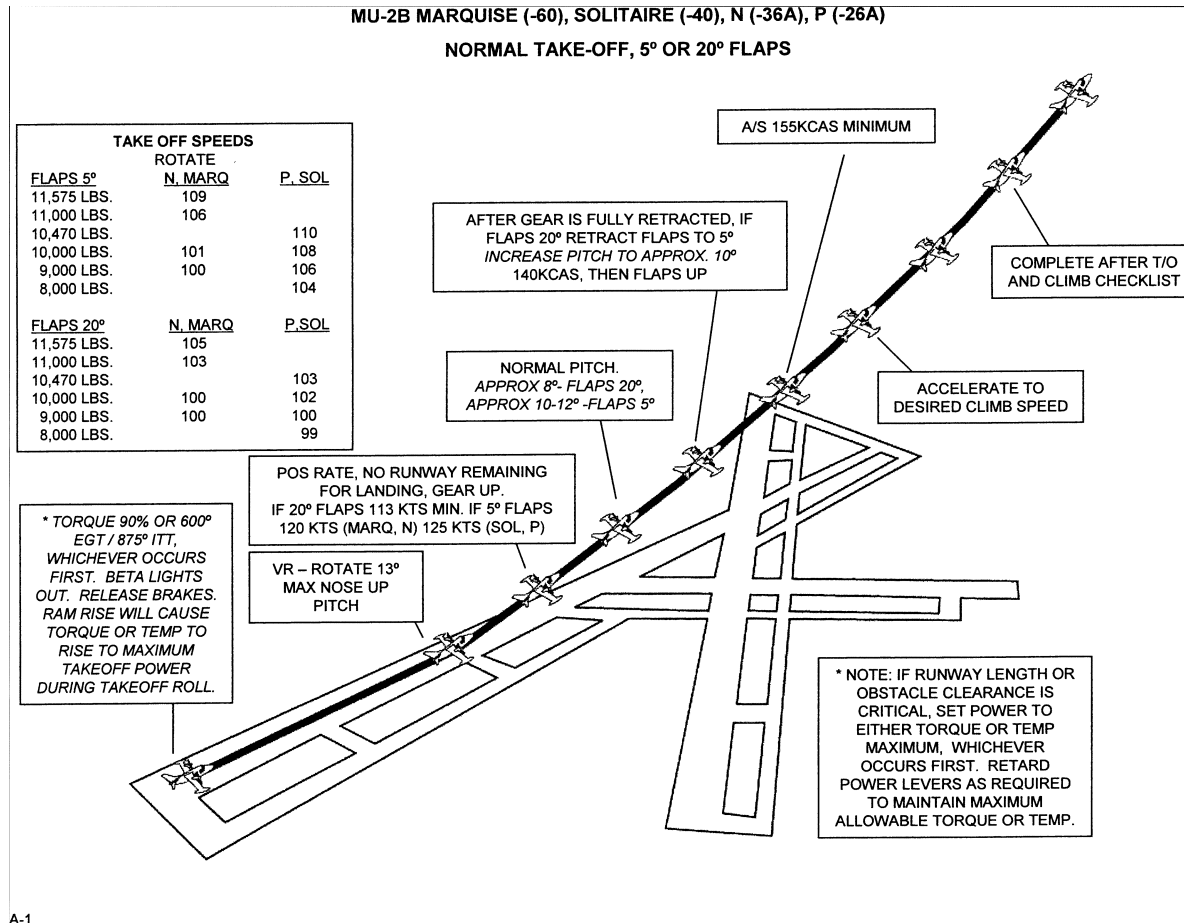 MU-2B MARQUISE (-60), SOLITAIRE (-40), N (-36A), P (-26A)
NORMAL TAKE-OFF, 5º OR 20º FLAPS
TAKE OFF SPEEDS
ROTATE
FLAPS 5º N, MARQ P, SOL
11,575 LBS. 109
11,000 LBS. 106
10,470 LBS. 110
10,000 LBS. 101 108
9,000 LBS. 100 106
8,000 LBS. 104
FLAPS 20º N, MARQ P,SOL
11,575 LBS. 105
11,000 LBS. 103
10,470 LBS. 103
10,000 LBS. 100 102
9,000 LBS. 100 100
8,000 LBS. 99
A/S 155KCAS MINIMUM
AFTER GEAR IS FULLY RETRACTED, IF
FLAPS 20º RETRACT FLAPS TO 5º
INCREASE PITCH TO APPROX. 10º
140KCAS, THEN FLAPS UP
COMPLETE AFTER T/O
AND CLIMB CHECKLIST
NORMAL PITCH.
APPROX 8º- FLAPS 20º,
APPROX 10-12º -FLAPS 5º
ACCELERATE TO
DESIRED CLIMB SPEED
POS RATE, NO RUNWAY REMAINING
FOR LANDING, GEAR UP.
IF 20º FLAPS 113 KTS MIN. IF 5º FLAPS
120 KTS (MARQ, N) 125 KTS (SOL, P)
* TORQUE 90% OR 600º
EGT / 875º ITT,
WHICHEVER OCCURS
FIRST. BETA LIGHTS
OUT. RELEASE BRAKES.
RAM RISE WILL CAUSE
TORQUE OR TEMP TO
RISE TO MAXIMUM
TAKEOFF POWER
DURING TAKEOFF ROLL.
VR – ROTATE 13º
MAX NOSE UP
PITCH
* NOTE: IF RUNWAY LENGTH OR
OBSTACLE CLEARANCE IS
CRITICAL, SET POWER TO
EITHER TORQUE OR TEMP
MAXIMUM, WHICHEVER
OCCURS FIRST. RETARD
POWER LEVERS AS REQUIRED
TO MAINTAIN MAXIMUM
ALLOWABLE TORQUE OR TEMP.
A-1